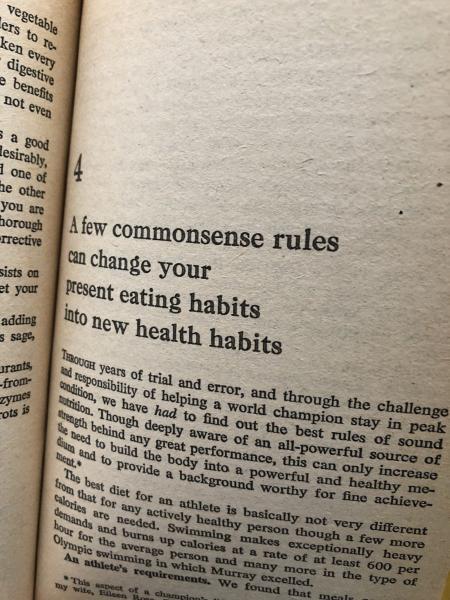 vegetable
ders to re-
ken every
digestive
e benefits
not even
s a good
desirably,
d one of
he other
you are
horough
rrective
sists on
et your
adding
s sage,
urants,
-from-
zymes
rots is
4
A few commonsense rules
can change your
present eating habits
into new health habits
THROUGH years of trial and error, and through the challenge
and responsibility of helping a world champion stay in peak
condition, we have had to find out the best rules of sound
nutrition. Though deeply aware of an all-powerful source of
strength behind any great performance, this can only increase
the need to build the body into a powerful and healthy me-
dium and to provide a background worthy for fine achieve-
ment.*
The best diet for an athlete is basically not very different
from that for any actively healthy person though a few more
calories are needed. Swimming makes exceptionally heavy
demands and burns up calories at a rate of at least 600 per
hour for the average person and many more in the type of
Olympic swimming in which Murray excelled.
An athlete's requirements. We found that meals
* This aspect of a champion's
my wife, Eileen